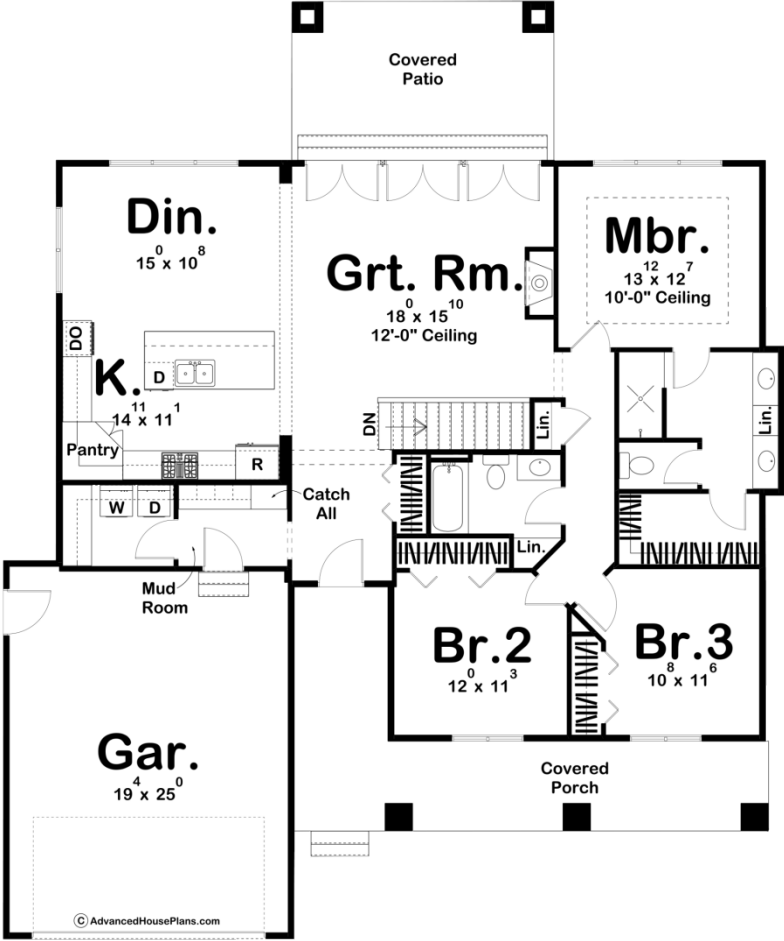 Covered
Patio
Din.
15⁰ x 10⁸
Grt. Rm.
18⁰ x 15¹⁰
12'-0" Ceiling
Mbr.
13¹² x 12⁷
10'-0" Ceiling
DO
K.
D
14¹¹ x 11¹
Pantry
R
DN
Lin.
Lin.
W
D
Catch
All
Lin.
Mud
Room
Br.2
12⁰ x 11³
Br.3
10⁸ x 11⁶
Gar.
19⁴ x 25⁰
Covered
Porch
© AdvancedHousePlans.com